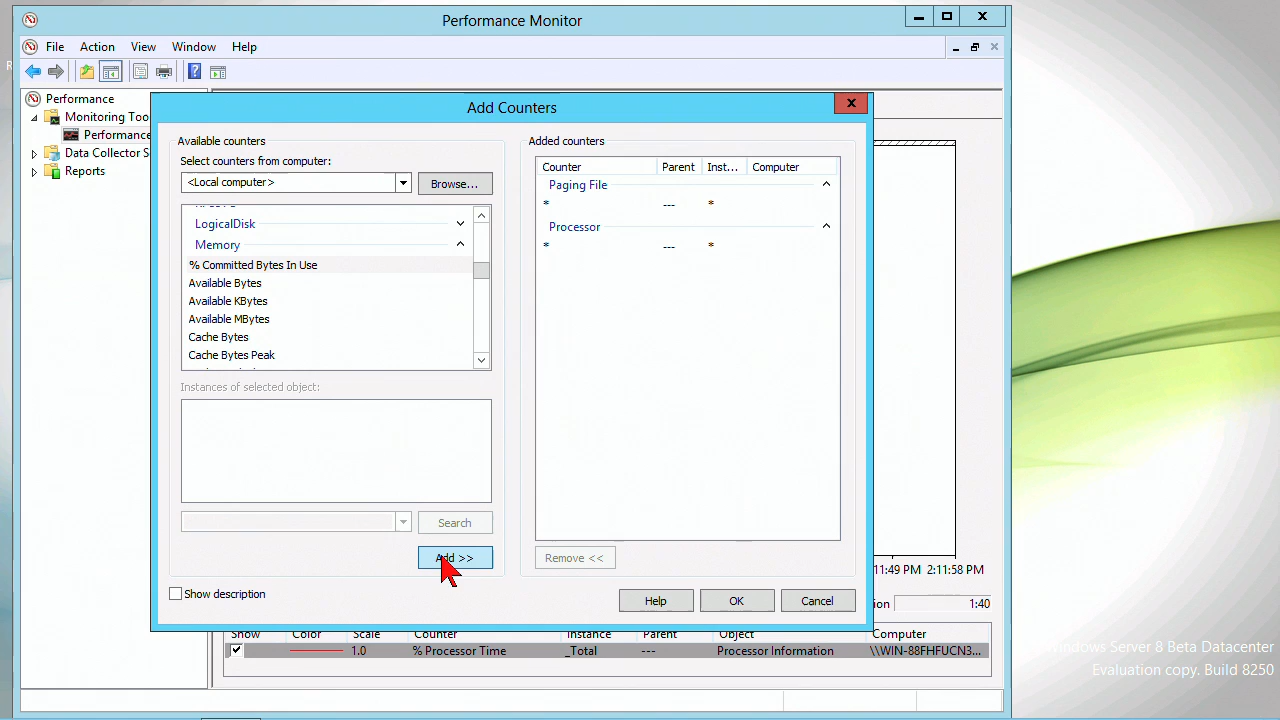 Performance Monitor
File Action View Window Help
Performance
Monitoring Too
Performance
Data Collector S
Reports
Add Counters
Available counters
Select counters from computer:
<Local computer>
Browse...
LogicalDisk
Memory
% Committed Bytes In Use
Available Bytes
Available KBytes
Available MBytes
Cache Bytes
Cache Bytes Peak
Instances of selected object:
Search
Add >>
Show description
Added counters
Counter Parent Inst... Computer
Paging File
* --- *
Processor
* --- *
Remove <<
Help OK Cancel
11:49 PM 2:11:58 PM
ion 1:40
Show Color Scale Counter Instance Parent Object Computer
1.0 % Processor Time _Total --- Processor Information \\WIN-88FHFUCN3...
Windows Server 8 Beta Datacenter
Evaluation copy. Build 8250